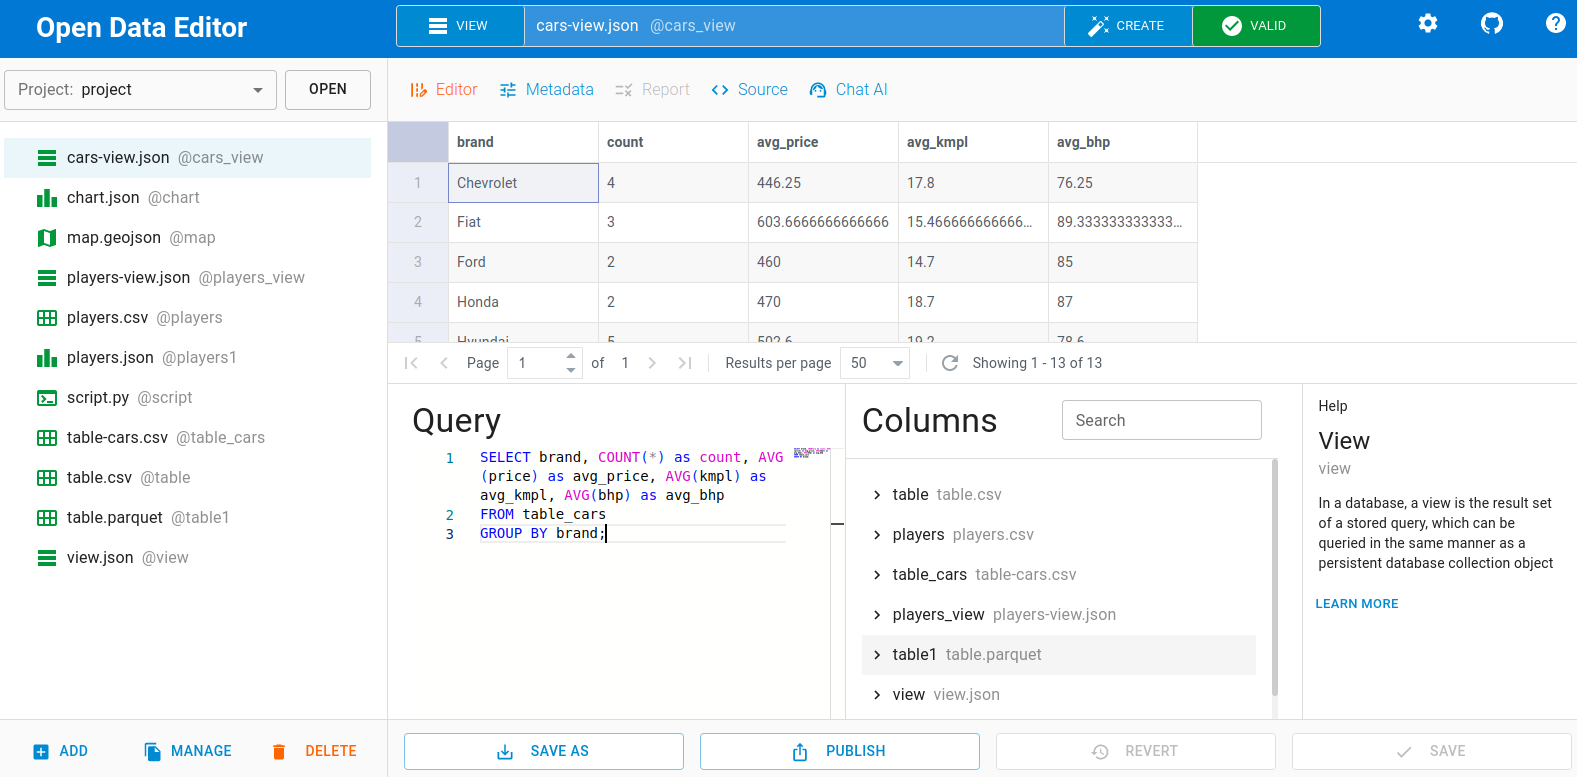 Open Data Editor
VIEW
cars-view.json @cars_view
CREATE
VALID
Project: project
OPEN
Editor
Metadata
Report
Source
Chat AI
cars-view.json @cars_view
chart.json @chart
map.geojson @map
players-view.json @players_view
players.csv @players
players.json @players1
script.py @script
table-cars.csv @table_cars
table.csv @table
table.parquet @table1
view.json @view
brand count avg_price avg_kmpl avg_bhp
1 Chevrolet 4 446.25 17.8 76.25
2 Fiat 3 603.6666666666666 15.466666666666… 89.333333333333…
3 Ford 2 460 14.7 85
4 Honda 2 470 18.7 87
5 Hyundai 5 502.6 19.2 78.6
Page 1 of 1 Results per page 50 Showing 1 - 13 of 13
Query
1 SELECT brand, COUNT(*) as count, AVG
(price) as avg_price, AVG(kmpl) as
avg_kmpl, AVG(bhp) as avg_bhp
2 FROM table_cars
3 GROUP BY brand;
Columns
Search
table table.csv
players players.csv
table_cars table-cars.csv
players_view players-view.json
table1 table.parquet
view view.json
Help
View
view
In a database, a view is the result set
of a stored query, which can be
queried in the same manner as a
persistent database collection object
LEARN MORE
ADD
MANAGE
DELETE
SAVE AS
PUBLISH
REVERT
SAVE